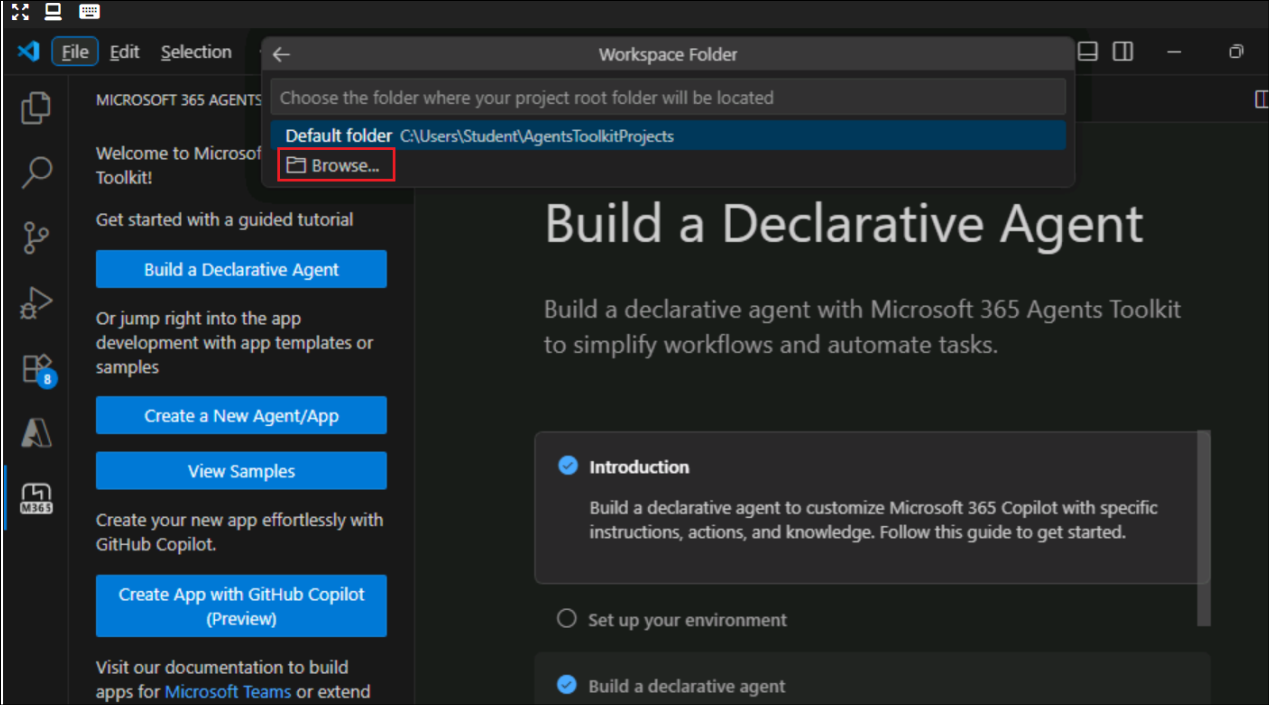 File Edit Selection
Workspace Folder
Choose the folder where your project root folder will be located
Default folder C:\Users\Student\AgentsToolkitProjects
Browse...
MICROSOFT 365 AGENTS
Welcome to Microsof
Toolkit!
Get started with a guided tutorial
Build a Declarative Agent
Or jump right into the app
development with app templates or
samples
Create a New Agent/App
View Samples
Create your new app effortlessly with
GitHub Copilot.
Create App with GitHub Copilot
(Preview)
Visit our documentation to build
apps for Microsoft Teams or extend
8
M365
Build a Declarative Agent
Build a declarative agent with Microsoft 365 Agents Toolkit
to simplify workflows and automate tasks.
Introduction
Build a declarative agent to customize Microsoft 365 Copilot with specific
instructions, actions, and knowledge. Follow this guide to get started.
Set up your environment
Build a declarative agent